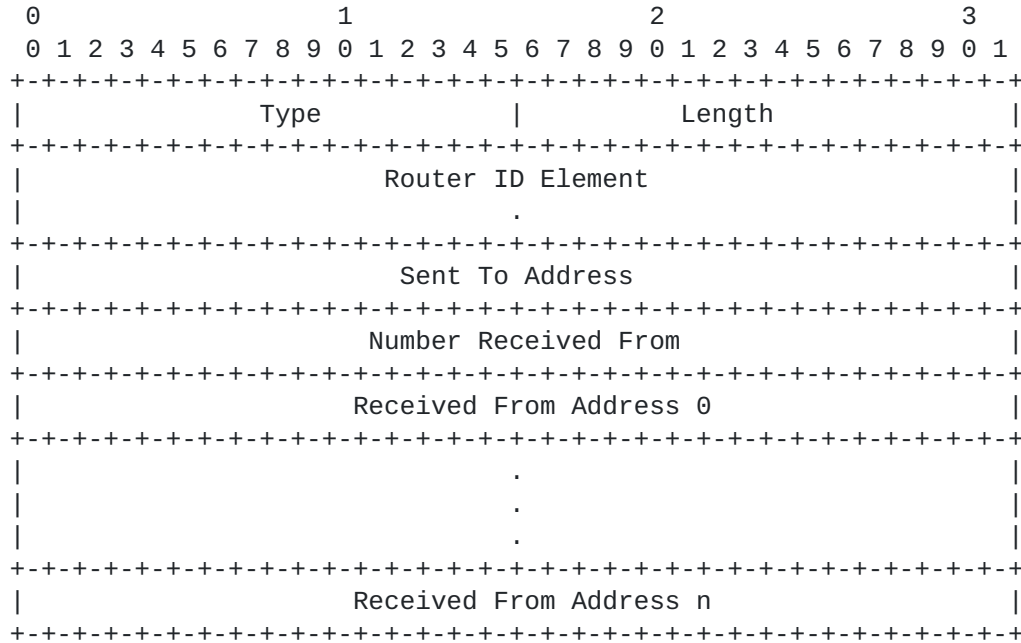 0                   1                   2                   3
 0 1 2 3 4 5 6 7 8 9 0 1 2 3 4 5 6 7 8 9 0 1 2 3 4 5 6 7 8 9 0 1
+-+-+-+-+-+-+-+-+-+-+-+-+-+-+-+-+-+-+-+-+-+-+-+-+-+-+-+-+-+-+-+-+
|               Type            |          Length               |
+-+-+-+-+-+-+-+-+-+-+-+-+-+-+-+-+-+-+-+-+-+-+-+-+-+-+-+-+-+-+-+-+
|                       Router ID Element                       |
|                               .                               |
+-+-+-+-+-+-+-+-+-+-+-+-+-+-+-+-+-+-+-+-+-+-+-+-+-+-+-+-+-+-+-+-+
|                        Sent To Address                        |
+-+-+-+-+-+-+-+-+-+-+-+-+-+-+-+-+-+-+-+-+-+-+-+-+-+-+-+-+-+-+-+-+
|                      Number Received From                     |
+-+-+-+-+-+-+-+-+-+-+-+-+-+-+-+-+-+-+-+-+-+-+-+-+-+-+-+-+-+-+-+-+
|                     Received From Address 0                   |
+-+-+-+-+-+-+-+-+-+-+-+-+-+-+-+-+-+-+-+-+-+-+-+-+-+-+-+-+-+-+-+-+
|                               .                               |
|                               .                               |
|                               .                               |
+-+-+-+-+-+-+-+-+-+-+-+-+-+-+-+-+-+-+-+-+-+-+-+-+-+-+-+-+-+-+-+-+
|                     Received From Address n                   |
+-+-+-+-+-+-+-+-+-+-+-+-+-+-+-+-+-+-+-+-+-+-+-+-+-+-+-+-+-+-+-+-+